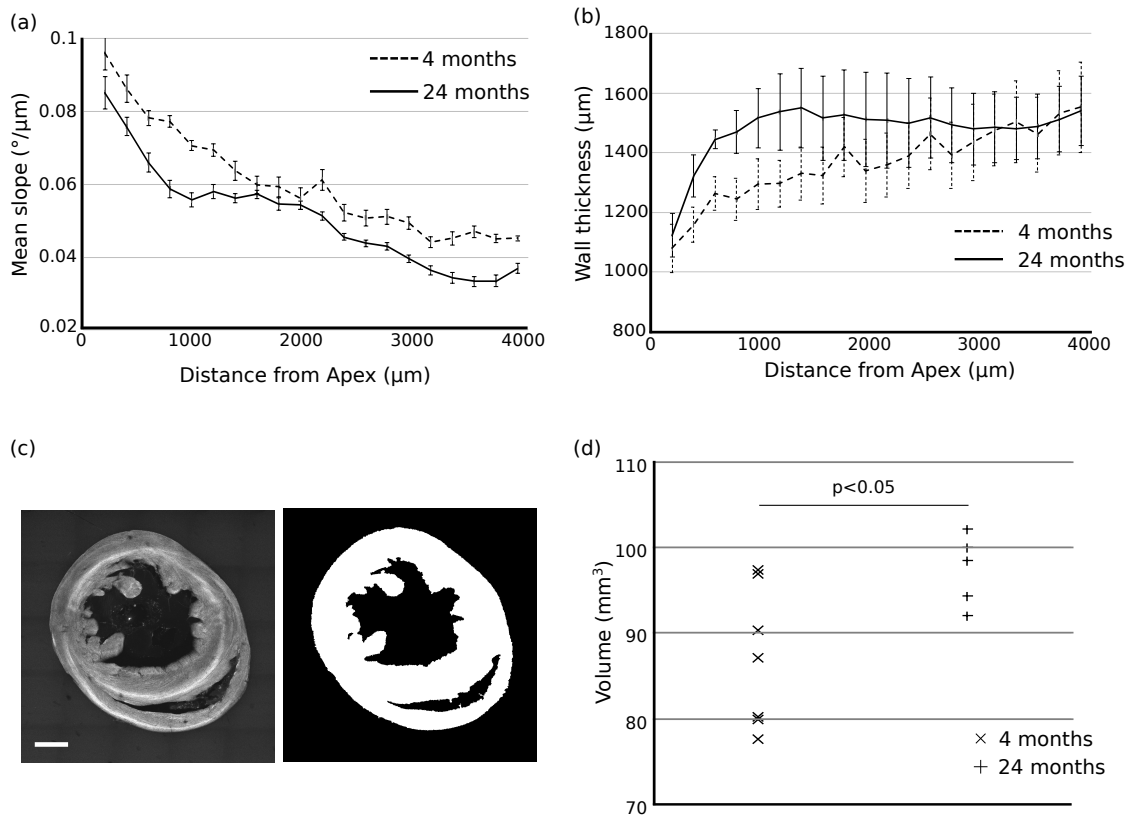 (a)
Mean slope (°/μm)
0.1
0.08
0.06
0.04
0.02
0
1000
2000
3000
4000
Distance from Apex (μm)
4 months
24 months
(b)
Wall thickness (μm)
1800
1600
1400
1200
1000
800
0
1000
2000
3000
4000
Distance from Apex (μm)
4 months
24 months
(c)
(d)
Volume (mm³)
110
100
90
80
70
p<0.05
4 months
24 months